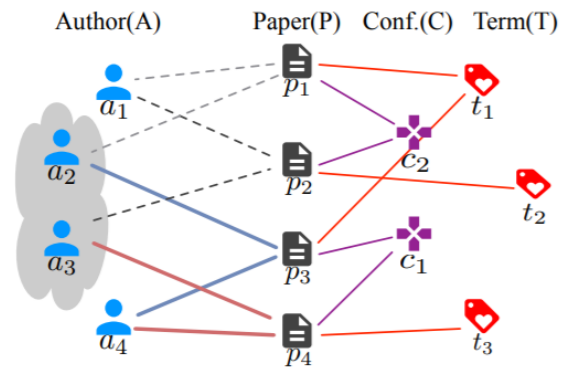 Author(A) Paper(P) Conf.(C) Term(T)
a1 p1 t1
a2 c2
p2 t2
a3 p3 c1
a4 p4 t3